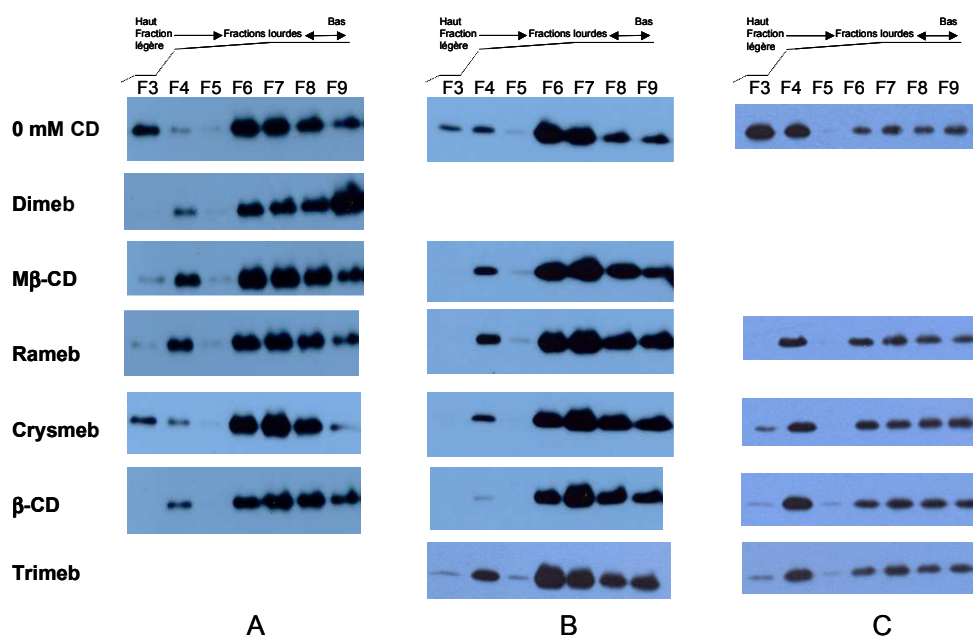 Haut Bas
Fraction Fractions lourdes
légère
F3 F4 F5 F6 F7 F8 F9
Haut Bas
Fraction Fractions lourdes
légère
F3 F4 F5 F6 F7 F8 F9
Haut Bas
Fraction Fractions lourdes
légère
F3 F4 F5 F6 F7 F8 F9
0 mM CD
Dimeb
Mβ-CD
Rameb
Crysmeb
β-CD
Trimeb
A B C